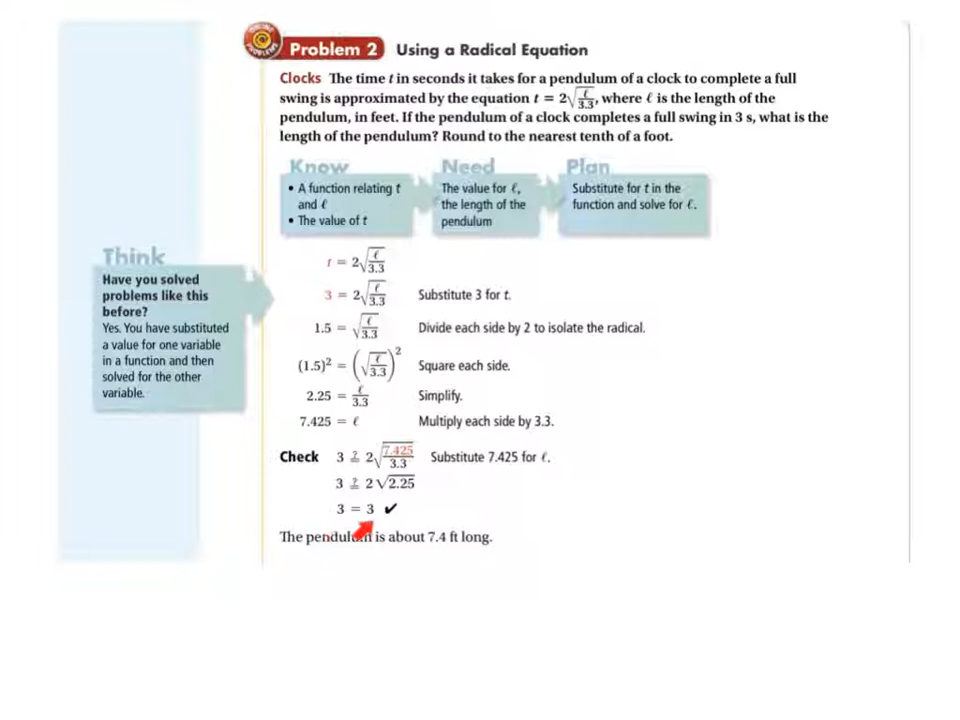 Problem 2 Using a Radical Equation
Clocks The time t in seconds it takes for a pendulum of a clock to complete a full
swing is approximated by the equation t = 2√(ℓ/3.3), where ℓ is the length of the
pendulum, in feet. If the pendulum of a clock completes a full swing in 3 s, what is the
length of the pendulum? Round to the nearest tenth of a foot.
Know
• A function relating t
and ℓ
• The value of t
Need
The value for ℓ,
the length of the
pendulum
Plan
Substitute for t in the
function and solve for ℓ.
Think
Have you solved
problems like this
before?
Yes. You have substituted
a value for one variable
in a function and then
solved for the other
variable.
t = 2√(ℓ/3.3)
3 = 2√(ℓ/3.3) Substitute 3 for t.
1.5 = √(ℓ/3.3) Divide each side by 2 to isolate the radical.
(1.5)² = (√(ℓ/3.3))² Square each side.
2.25 = ℓ/3.3 Simplify.
7.425 = ℓ Multiply each side by 3.3.
Check 3 ≟ 2√(7.425/3.3) Substitute 7.425 for ℓ.
3 ≟ 2√2.25
3 = 3 ✔
The pendulum is about 7.4 ft long.